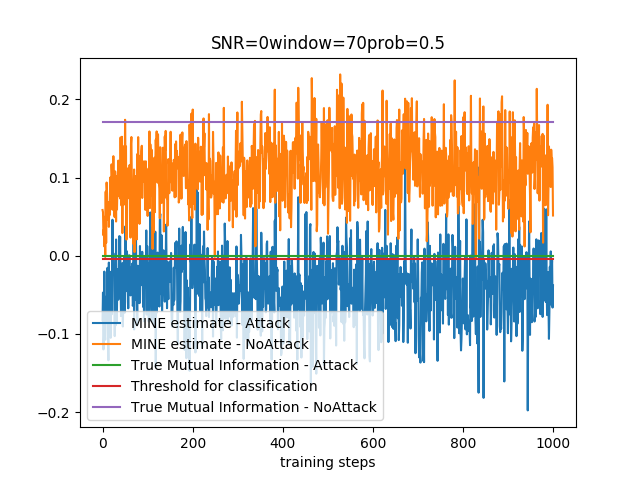 SNR=0window=70prob=0.5
0.2
0.1
0.0
−0.1
−0.2
MINE estimate - Attack
MINE estimate - NoAttack
True Mutual Information - Attack
Threshold for classification
True Mutual Information - NoAttack
0 200 400 600 800 1000
training steps